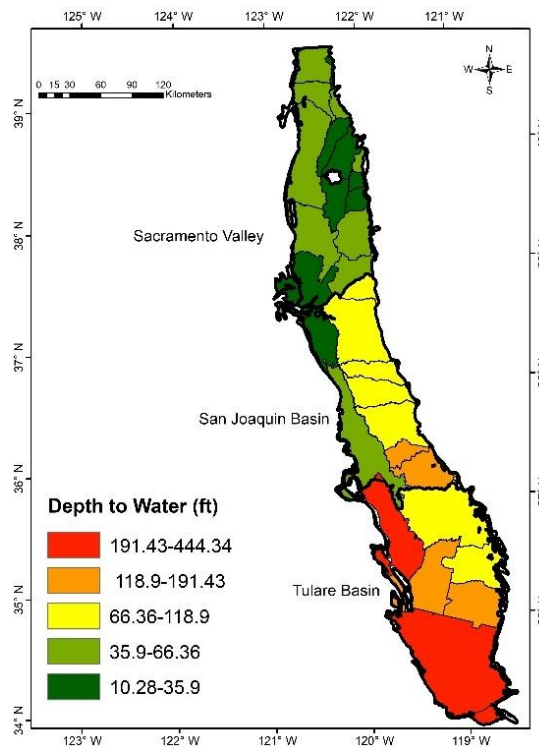 125° W 124° W 123° W 122° W 121° W
N
W E
S
0 15 30 60 90 120
Kilometers
39° N
38° N
37° N
36° N
35° N
34° N
Sacramento Valley
San Joaquin Basin
Tulare Basin
Depth to Water (ft)
191.43-444.34
118.9-191.43
66.36-118.9
35.9-66.36
10.28-35.9
123° W 122° W 121° W 120° W 119° W